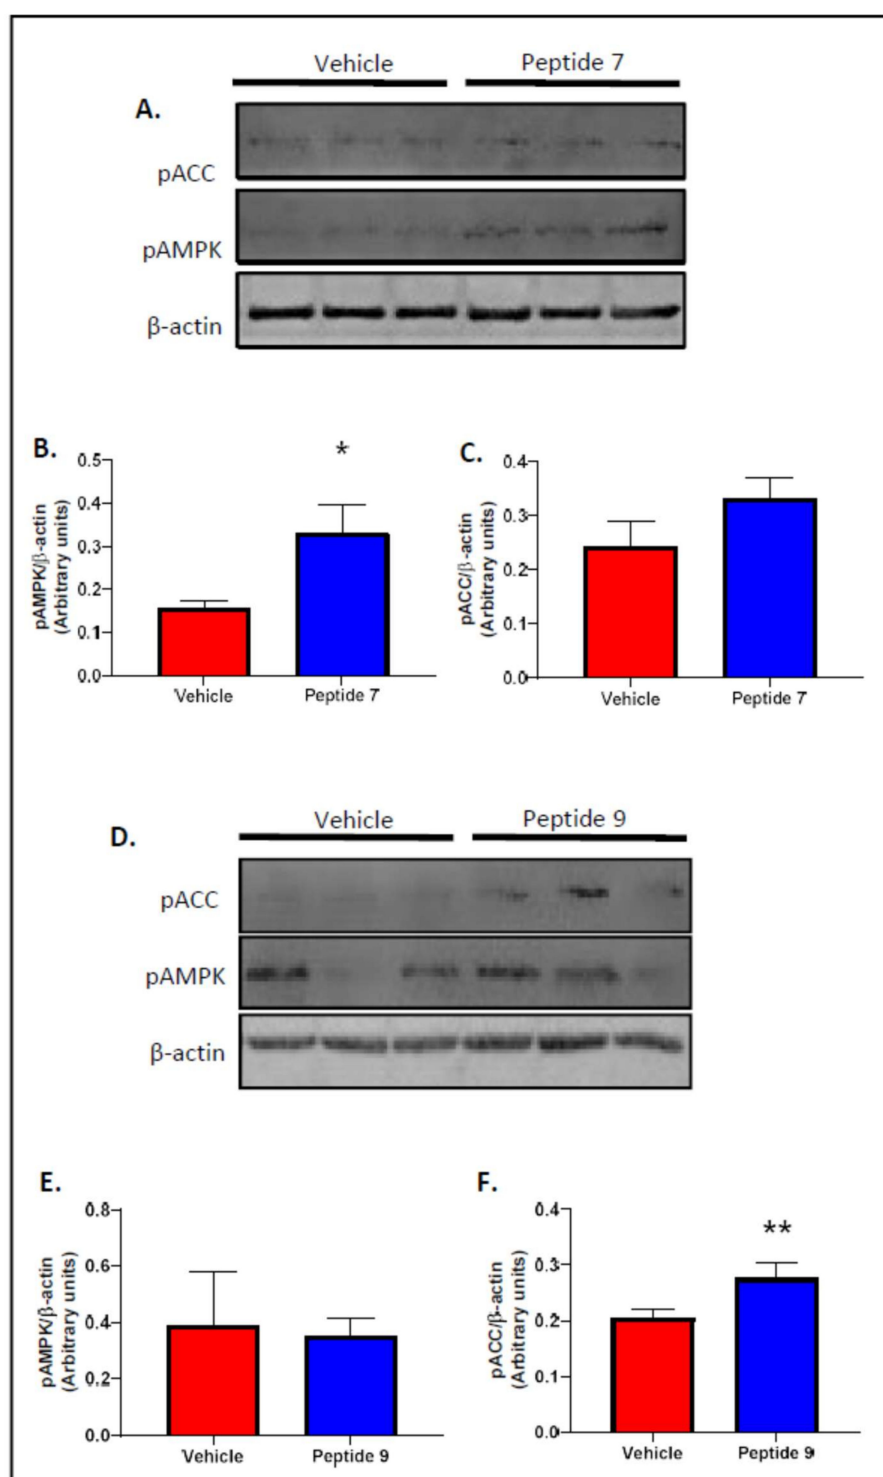 Vehicle Peptide 7
A.
pACC
pAMPK
β-actin
B.
pAMPK/β-actin
(Arbitrary units)
0.5
0.4
0.3
0.2
0.1
0.0
*
Vehicle Peptide 7
C.
pACC/β-actin
(Arbitrary units)
0.4
0.3
0.2
0.1
0.0
Vehicle Peptide 7
Vehicle Peptide 9
D.
pACC
pAMPK
β-actin
E.
pAMPK/β-actin
(Arbitrary units)
0.8
0.6
0.4
0.2
0.0
Vehicle Peptide 9
F.
pACC/β-actin
(Arbitrary units)
0.4
0.3
0.2
0.1
0.0
**
Vehicle Peptide 9